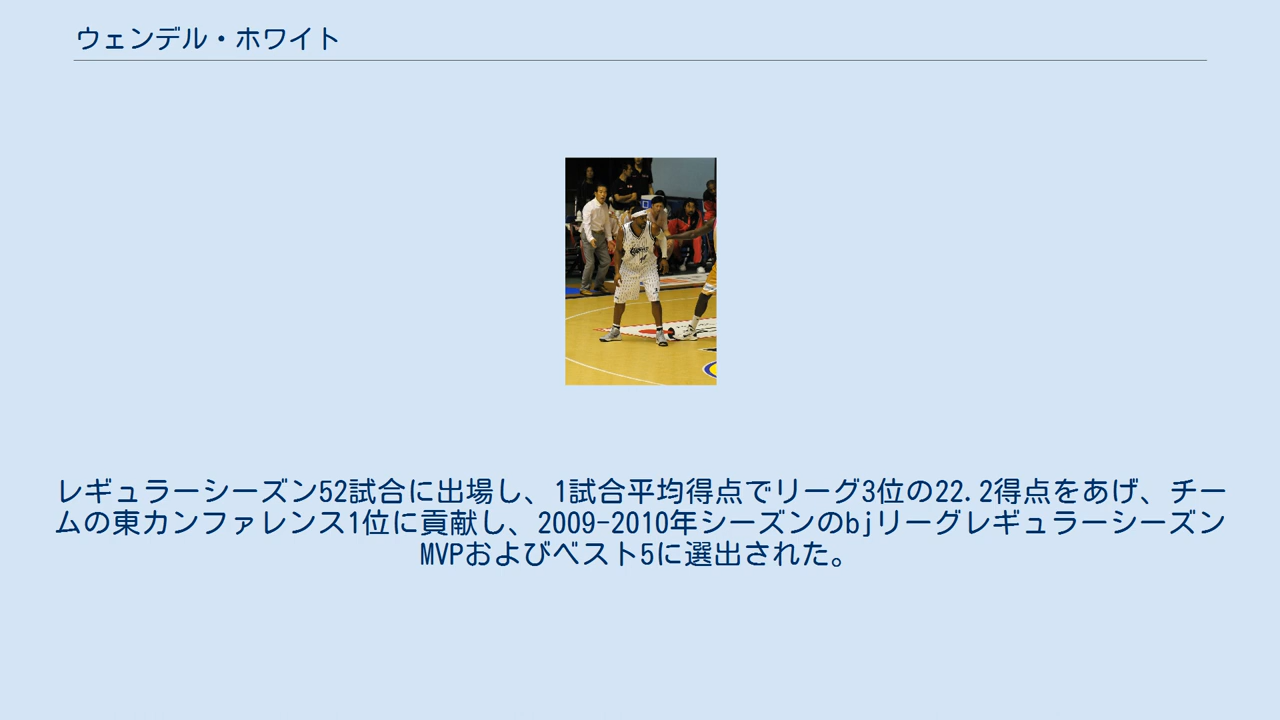 ウェンデル・ホワイト
レギュラーシーズン52試合に出場し、1試合平均得点でリーグ3位の22.2得点をあげ、チー
ムの東カンファレンス1位に貢献し、2009-2010年シーズンのbjリーグレギュラーシーズン
MVPおよびベスト5に選出された。